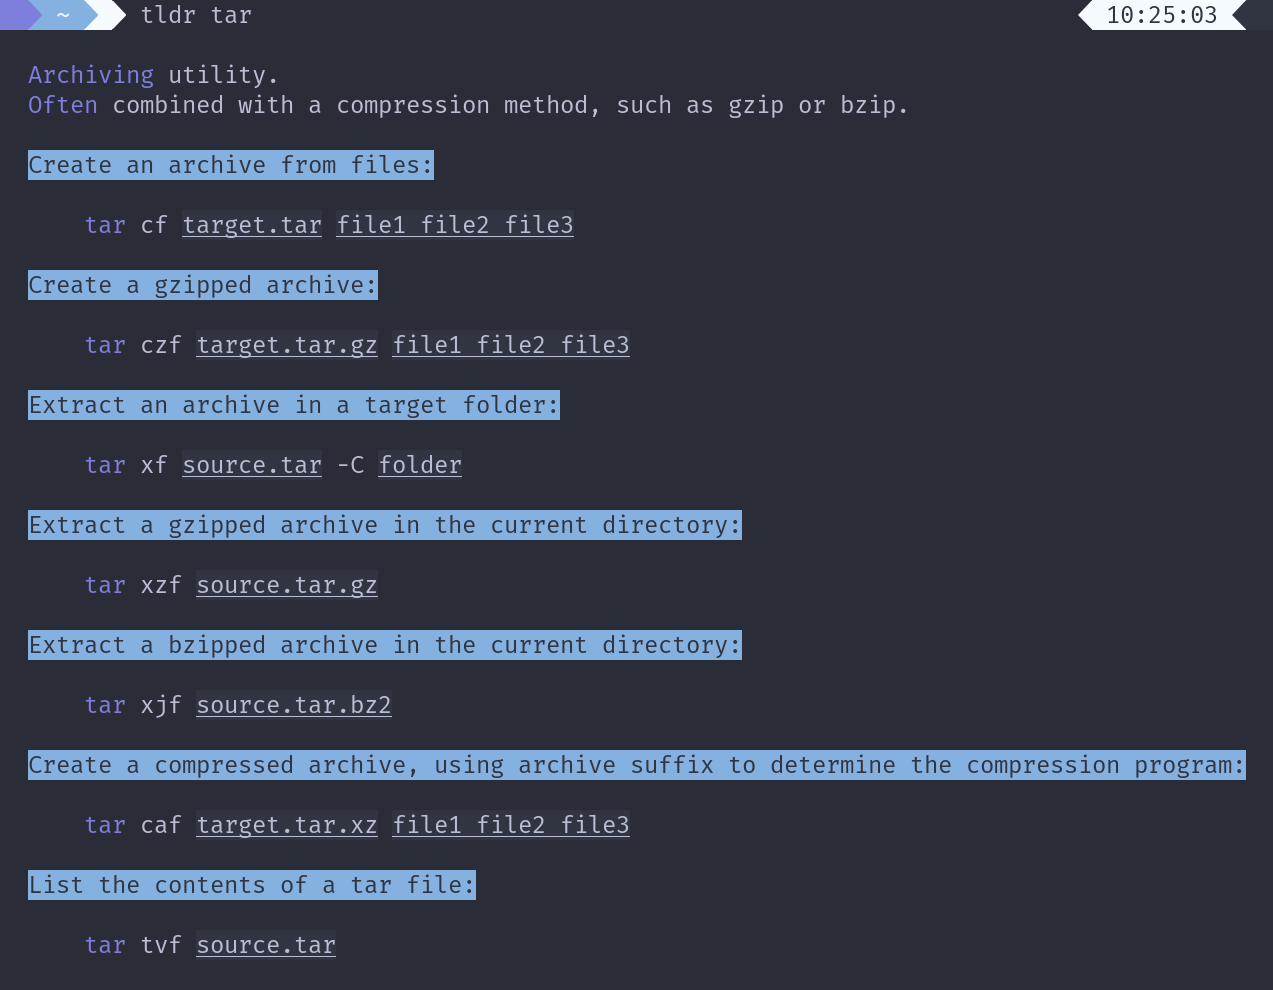 ~ tldr tar 10:25:03
Archiving utility.
Often combined with a compression method, such as gzip or bzip.
Create an archive from files:
tar cf target.tar file1 file2 file3
Create a gzipped archive:
tar czf target.tar.gz file1 file2 file3
Extract an archive in a target folder:
tar xf source.tar -C folder
Extract a gzipped archive in the current directory:
tar xzf source.tar.gz
Extract a bzipped archive in the current directory:
tar xjf source.tar.bz2
Create a compressed archive, using archive suffix to determine the compression program:
tar caf target.tar.xz file1 file2 file3
List the contents of a tar file:
tar tvf source.tar